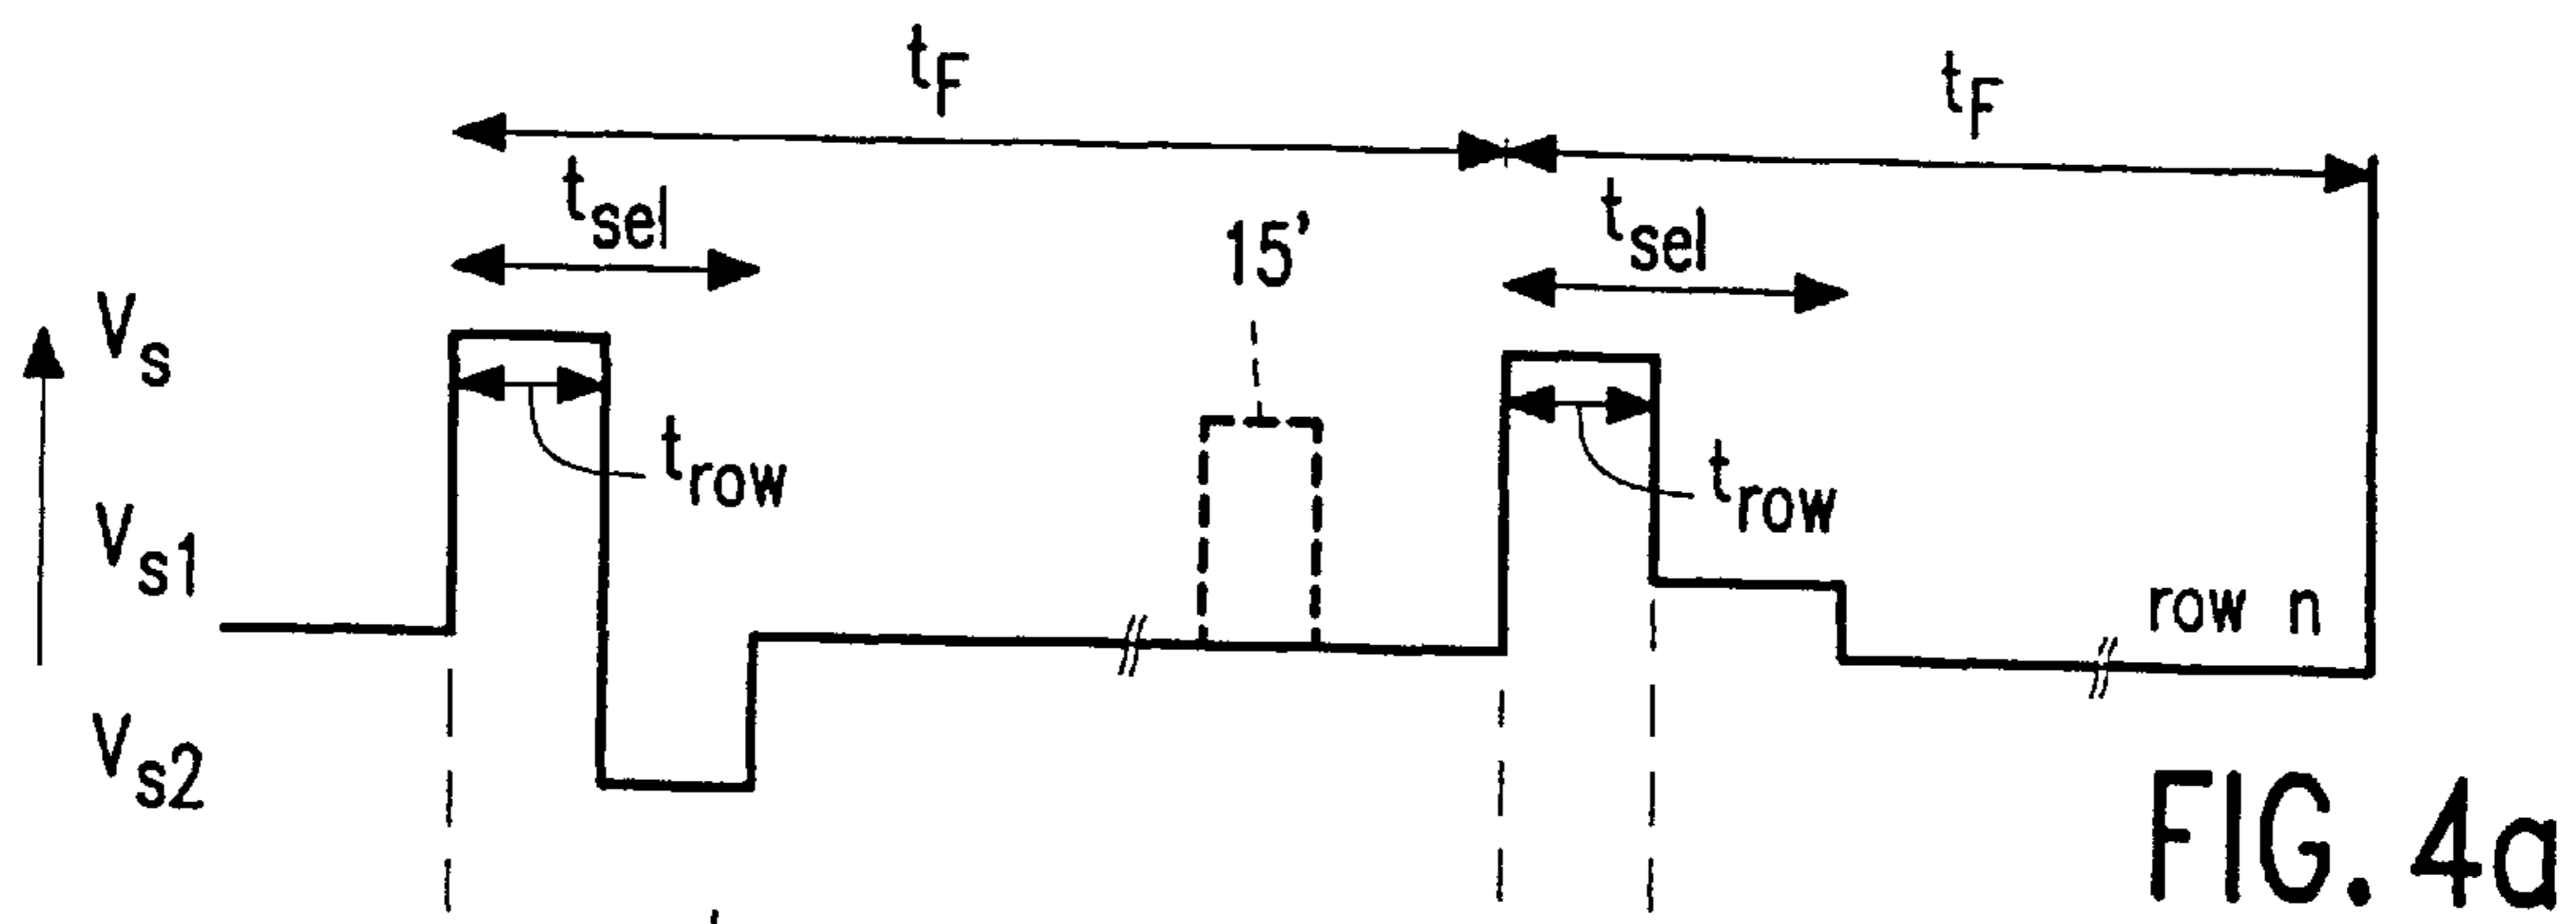 t_F t_F
t_sel t_sel
15'
V_s
t_row t_row
V_s1
row n
V_s2
FIG. 4a